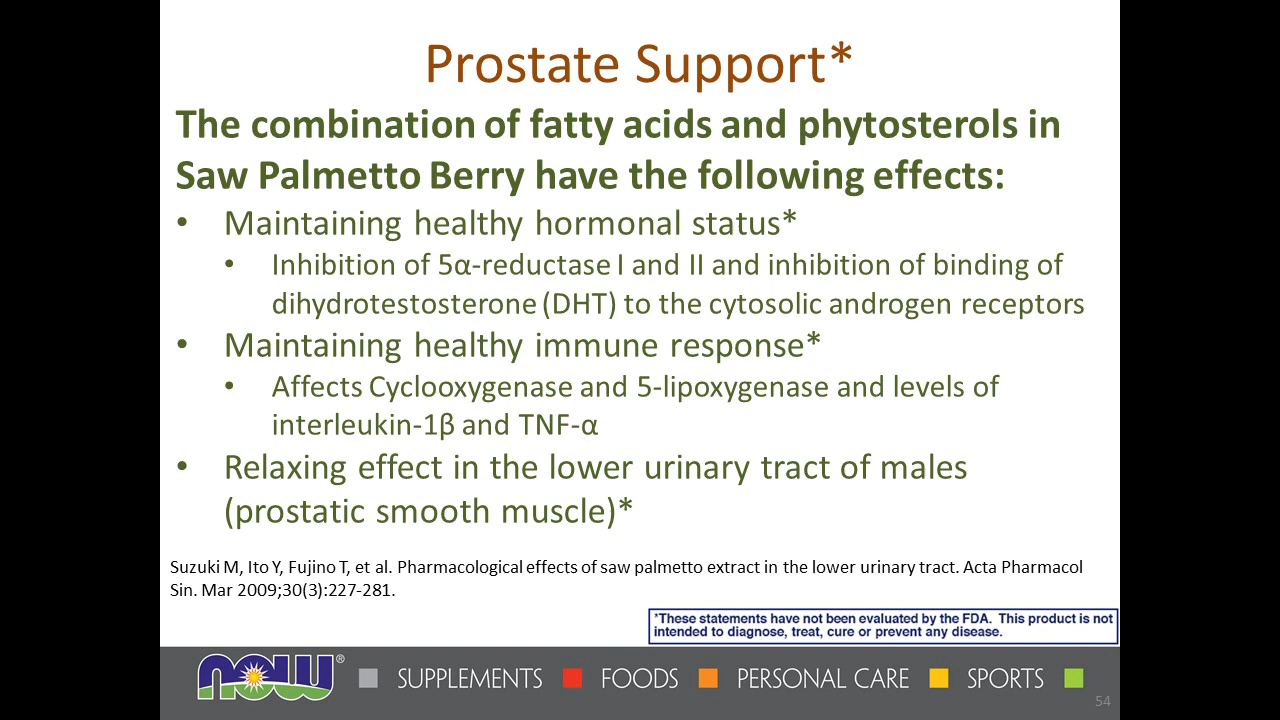 Prostate Support*
The combination of fatty acids and phytosterols in
Saw Palmetto Berry have the following effects:
• Maintaining healthy hormonal status*
• Inhibition of 5α-reductase I and II and inhibition of binding of
dihydrotestosterone (DHT) to the cytosolic androgen receptors
• Maintaining healthy immune response*
• Affects Cyclooxygenase and 5-lipoxygenase and levels of
interleukin-1β and TNF-α
• Relaxing effect in the lower urinary tract of males
(prostatic smooth muscle)*
Suzuki M, Ito Y, Fujino T, et al. Pharmacological effects of saw palmetto extract in the lower urinary tract. Acta Pharmacol
Sin. Mar 2009;30(3):227-281.
*These statements have not been evaluated by the FDA. This product is not
intended to diagnose, treat, cure or prevent any disease.
now® SUPPLEMENTS FOODS PERSONAL CARE SPORTS
54